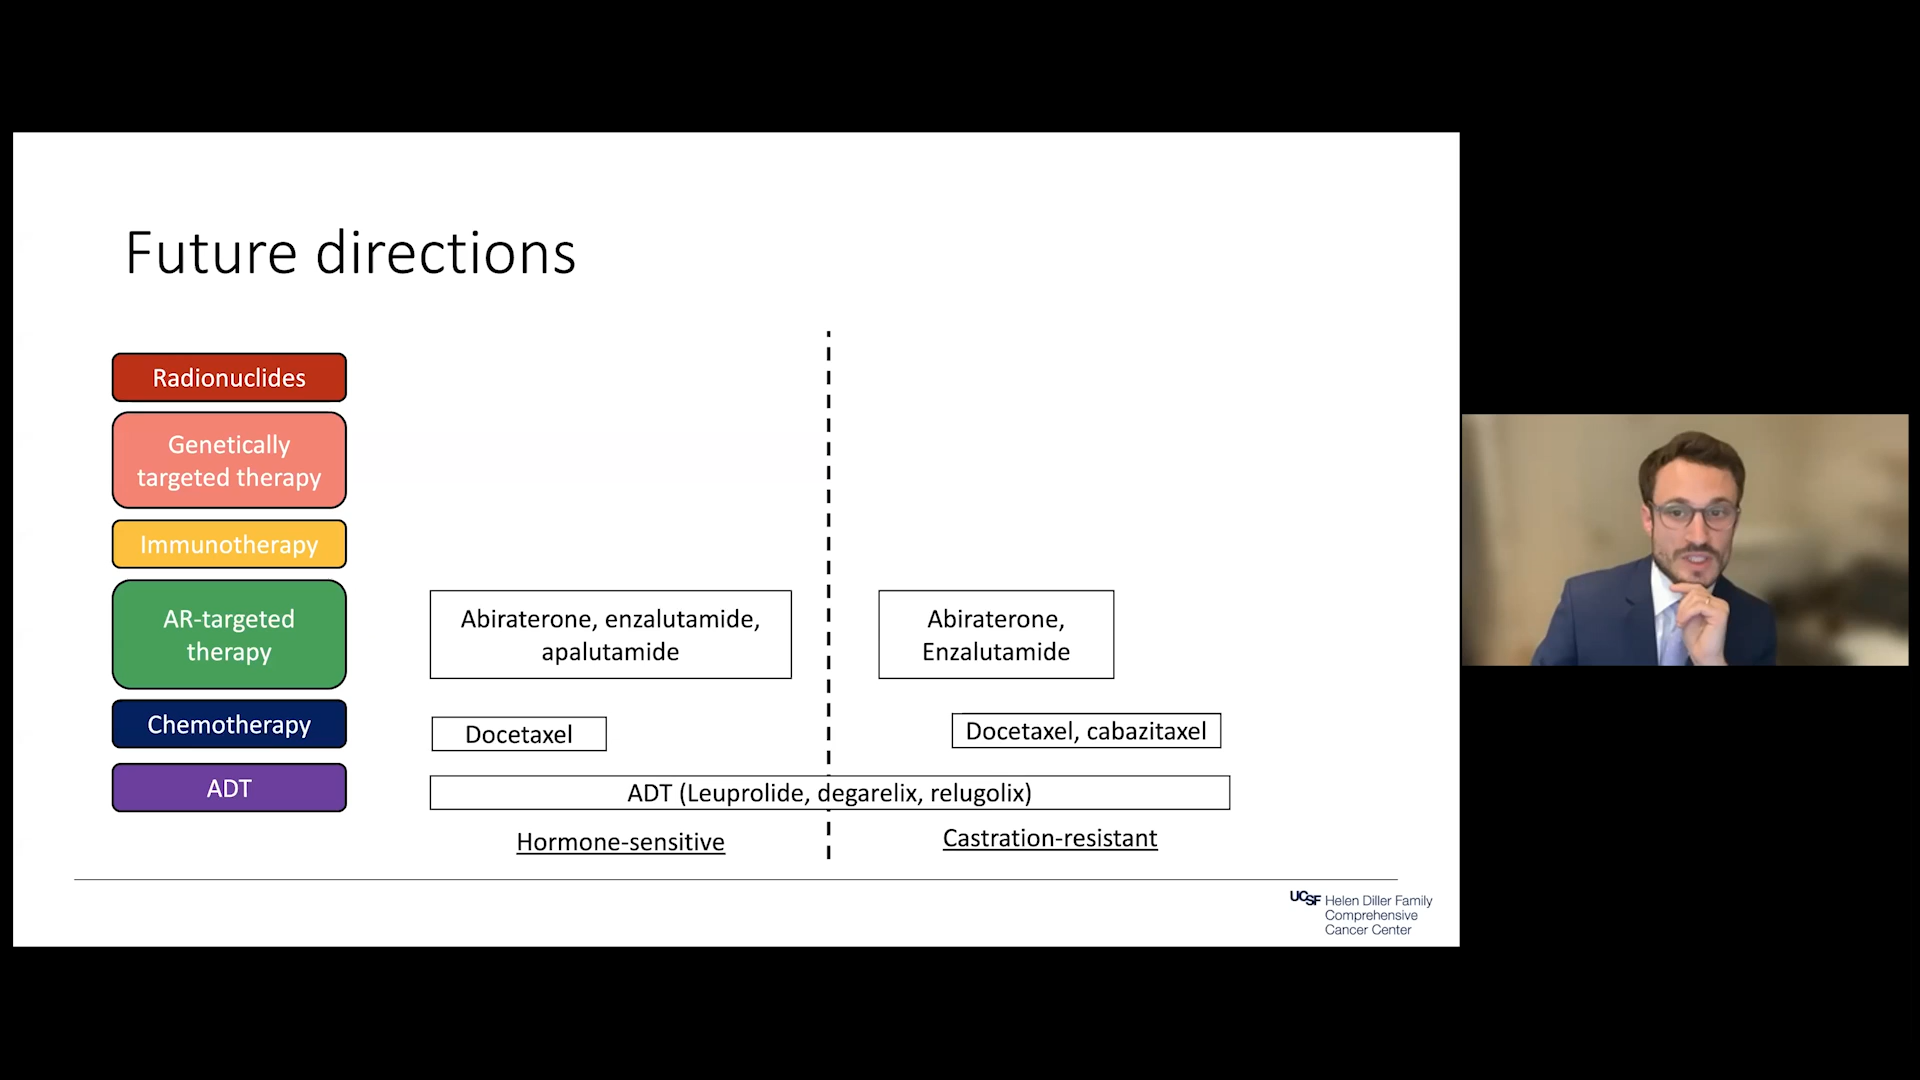 Future directions
Radionuclides
Genetically
targeted therapy
Immunotherapy
AR-targeted
therapy
Abiraterone, enzalutamide,
apalutamide
Abiraterone,
Enzalutamide
Chemotherapy
Docetaxel
Docetaxel, cabazitaxel
ADT
ADT (Leuprolide, degarelix, relugolix)
Hormone-sensitive
Castration-resistant
UCSF Helen Diller Family
Comprehensive
Cancer Center